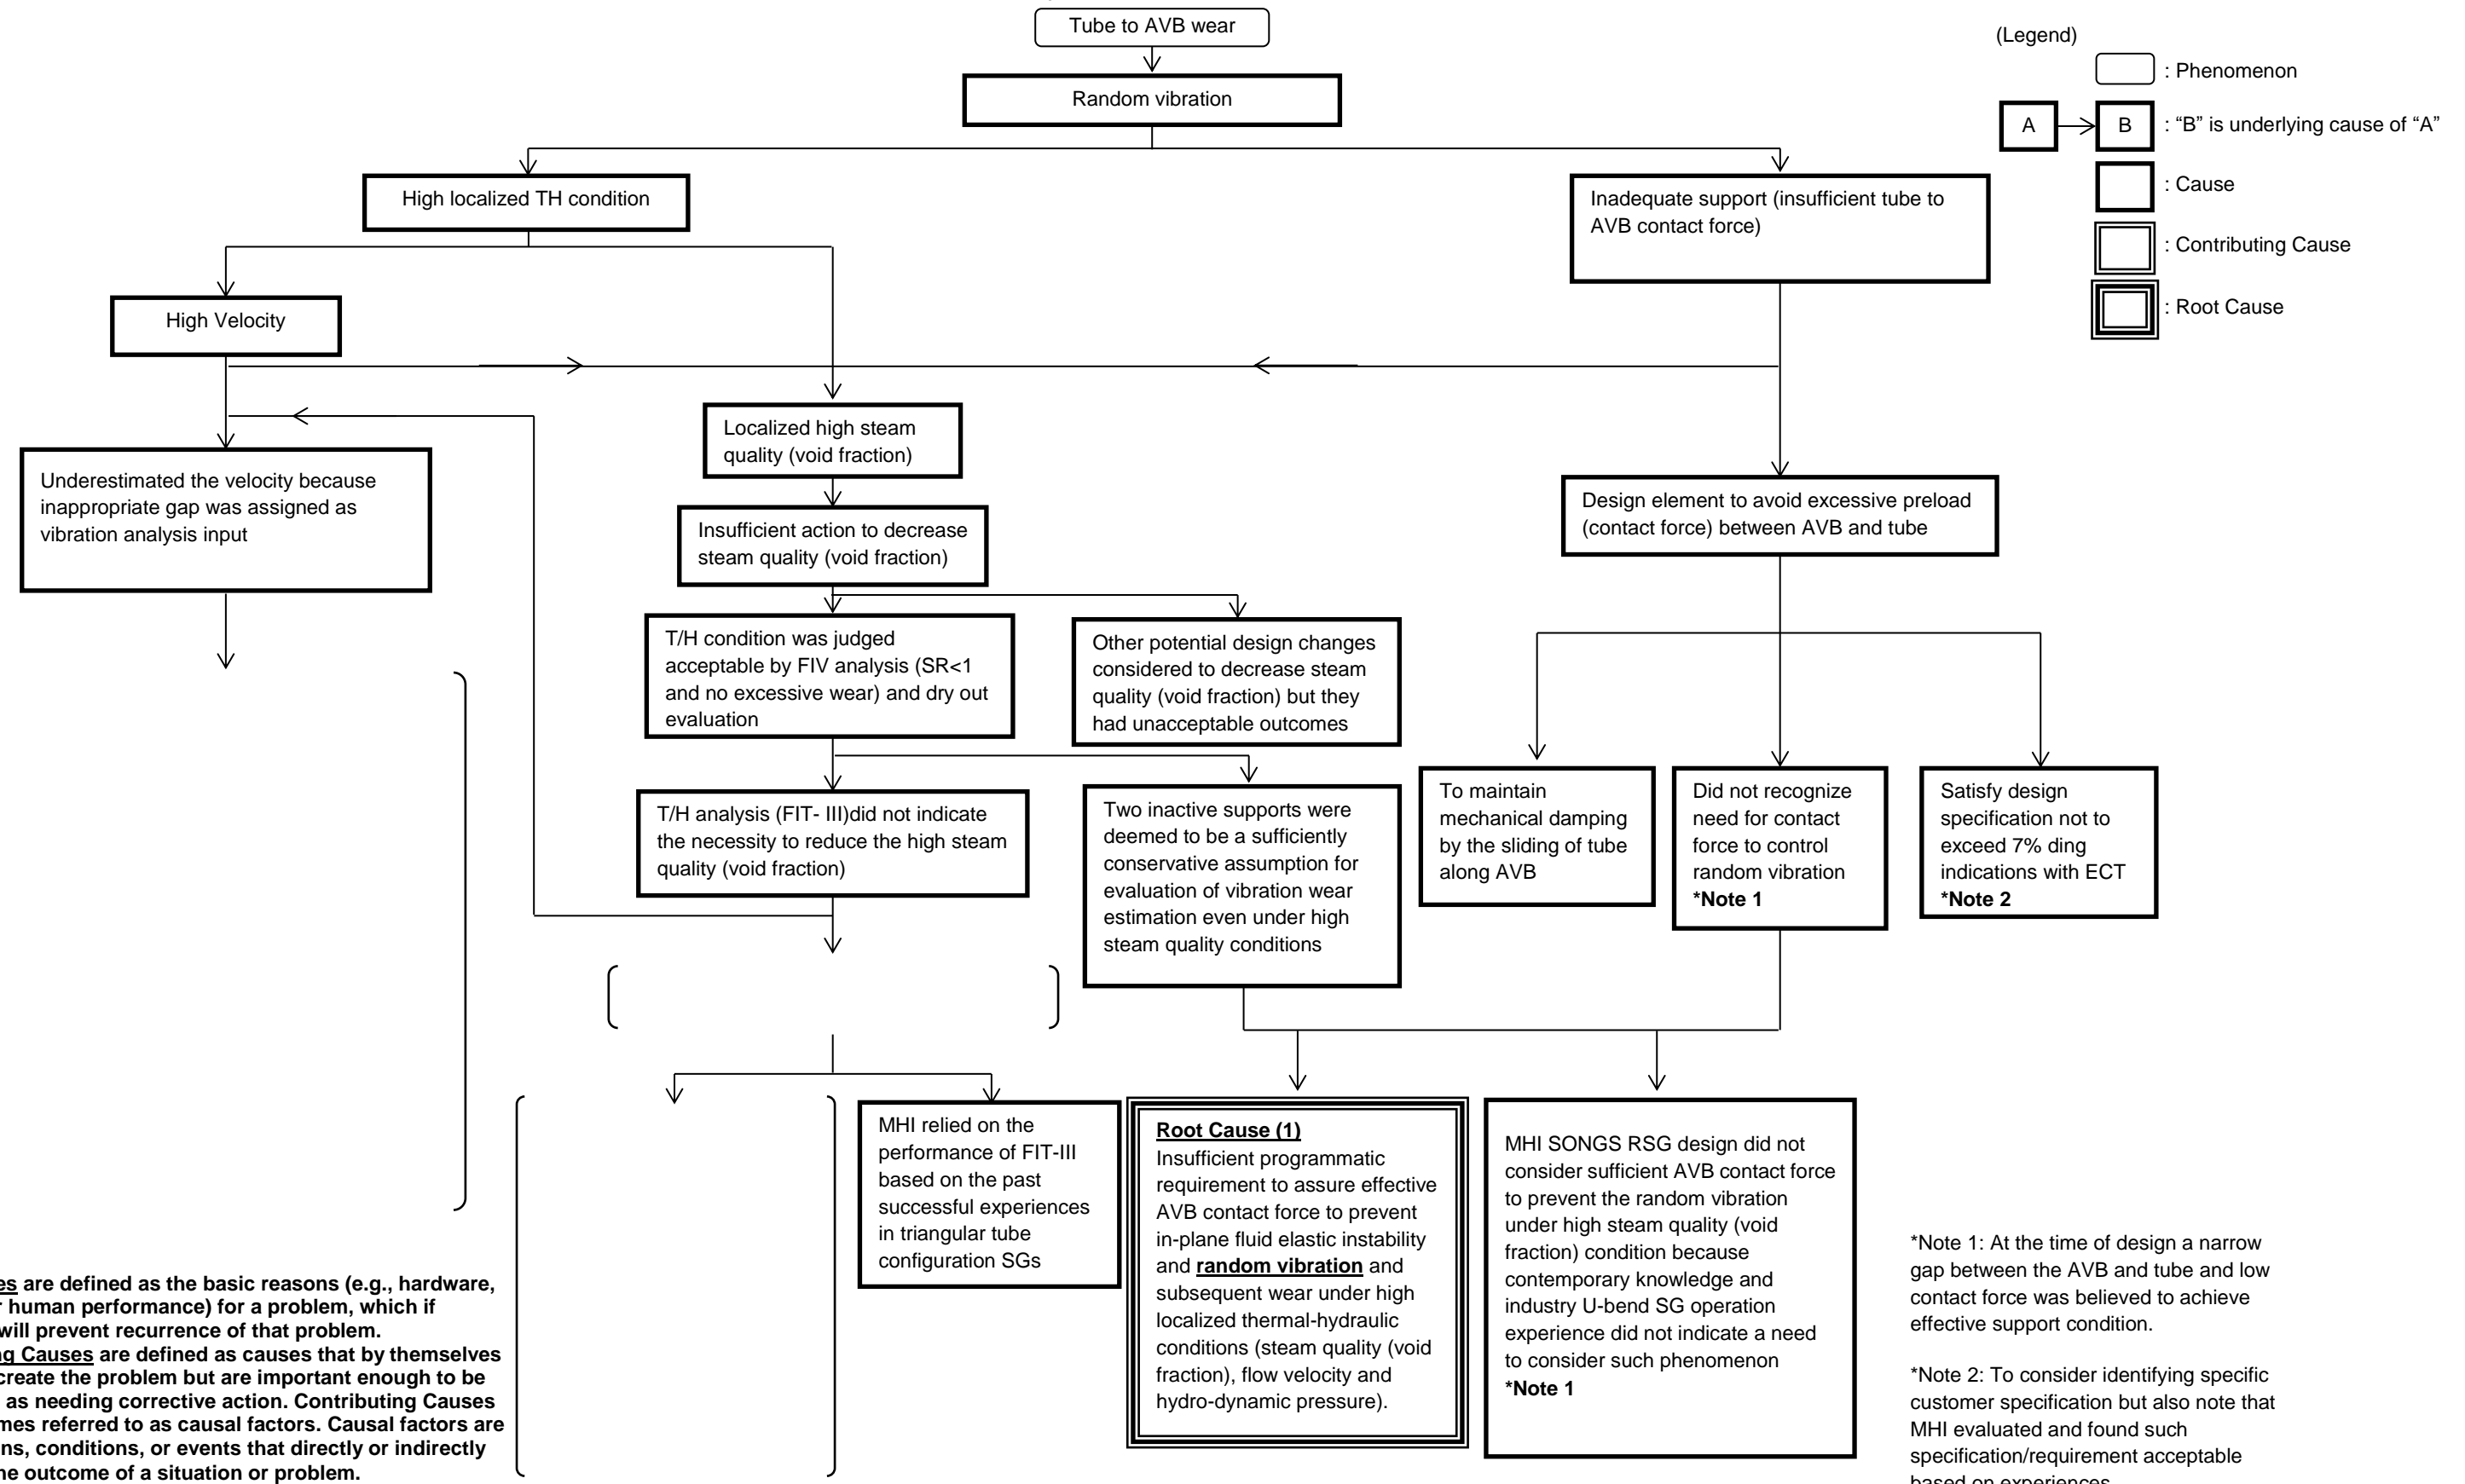 Tube to AVB wear
Random vibration
(Legend)
: Phenomenon
A
B
: “B” is underlying cause of “A”
: Cause
: Contributing Cause
: Root Cause
High localized TH condition
Inadequate support (insufficient tube to
AVB contact force)
High Velocity
Localized high steam
quality (void fraction)
Underestimated the velocity because
inappropriate gap was assigned as
vibration analysis input
Insufficient action to decrease
steam quality (void fraction)
Design element to avoid excessive preload
(contact force) between AVB and tube
T/H condition was judged
acceptable by FIV analysis (SR<1
and no excessive wear) and dry out
evaluation
Other potential design changes
considered to decrease steam
quality (void fraction) but they
had unacceptable outcomes
T/H analysis (FIT- III)did not indicate
the necessity to reduce the high steam
quality (void fraction)
Two inactive supports were
deemed to be a sufficiently
conservative assumption for
evaluation of vibration wear
estimation even under high
steam quality conditions
To maintain
mechanical damping
by the sliding of tube
along AVB
Did not recognize
need for contact
force to control
random vibration
*Note 1
Satisfy design
specification not to
exceed 7% ding
indications with ECT
*Note 2
MHI relied on the
performance of FIT-III
based on the past
successful experiences
in triangular tube
configuration SGs
Root Cause (1)
Insufficient programmatic
requirement to assure effective
AVB contact force to prevent
in-plane fluid elastic instability
and random vibration and
subsequent wear under high
localized thermal-hydraulic
conditions (steam quality (void
fraction), flow velocity and
hydro-dynamic pressure).
MHI SONGS RSG design did not
consider sufficient AVB contact force
to prevent the random vibration
under high steam quality (void
fraction) condition because
contemporary knowledge and
industry U-bend SG operation
experience did not indicate a need
to consider such phenomenon
*Note 1
*Note 1: At the time of design a narrow
gap between the AVB and tube and low
contact force was believed to achieve
effective support condition.
*Note 2: To consider identifying specific
customer specification but also note that
MHI evaluated and found such
specification/requirement acceptable
based on experiences
are defined as the basic reasons (e.g., hardware,
human performance) for a problem, which if
will prevent recurrence of that problem.
Causes are defined as causes that by themselves
create the problem but are important enough to be
as needing corrective action. Contributing Causes
referred to as causal factors. Causal factors are
conditions, or events that directly or indirectly
outcome of a situation or problem.